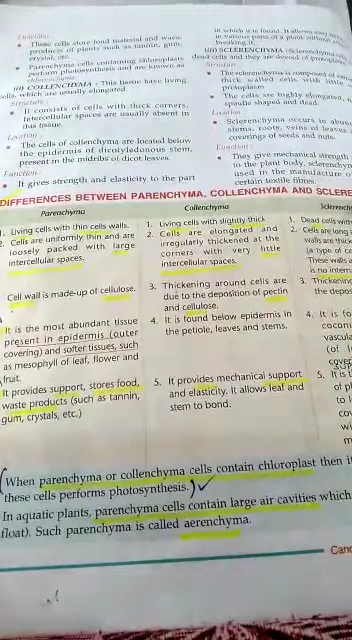 Function:
These cells store food material and waste
products of plants such as tannin, gum,
crystal, etc.
Parenchyma cells containing chloroplasts
perform photosynthesis and are known as
(ii) COLLENCHYMA : This tissue have living
cells, which are usually elongated.
Structure :
It consists of cells with thick corners.
Intercellular spaces are usually absent in
this tissue.
Location :
The cells of collenchyma are located below
the epidermis of dicotyledonous stem,
present in the midribs of dicot leaves.
Function :
It gives strength and elasticity to the part
in which it is found. It allows easy
in various parts of a plant without
breaking it.
(iii) SCLERENCHYMA :
dead cells and they are devoid of
Structure
The sclerenchyma is composed of
thick walled cells with little
protoplasm.
The cells are highly elongated,
spindle shaped and dead.
Location
Sclerenchyma occurs in
stems, roots, veins of leaves
coverings of seeds and nuts.
Function :
They give mechanical strength
to the plant body, sclerenchym
used in the manufacture o
certain textile fibres.
DIFFERENCES BETWEEN PARENCHYMA, COLLENCHYMA AND SCLERE
Parenchyma
Living cells with thin cells walls.
Cells are uniformly thin and are
loosely packed with large
intercellular spaces.
Cell wall is made-up of cellulose.
It is the most abundant tissue
present in epidermis (outer
covering) and softer tissues, such
as mesophyll of leaf, flower and
fruit.
It provides support, stores food,
waste products (such as tannin,
gum, crystals, etc.)
Collenchyma
1. Living cells with slightly thick
2. Cells are elongated and
irregularly thickened at the
corners with very little
intercellular spaces.
3. Thickening around cells are
due to the deposition of pectin
and cellulose.
4. It is found below epidermis in
the petiole, leaves and stems.
5. It provides mechanical support
and elasticity. It allows leaf and
stem to bond.
Sclerench
1. Dead cells with
2. Cells are long
walls are thick
(a type of ce
These walls a
is no intern
3. Thickening
the depos
4. It is fo
coconu
vascula
(of l
cover
5. It is t
of pl
to l
co
wi
m
(When parenchyma or collenchyma cells contain chloroplast then i
these cells performs photosynthesis.)
In aquatic plants, parenchyma cells contain large air cavities which
float). Such parenchyma is called aerenchyma.